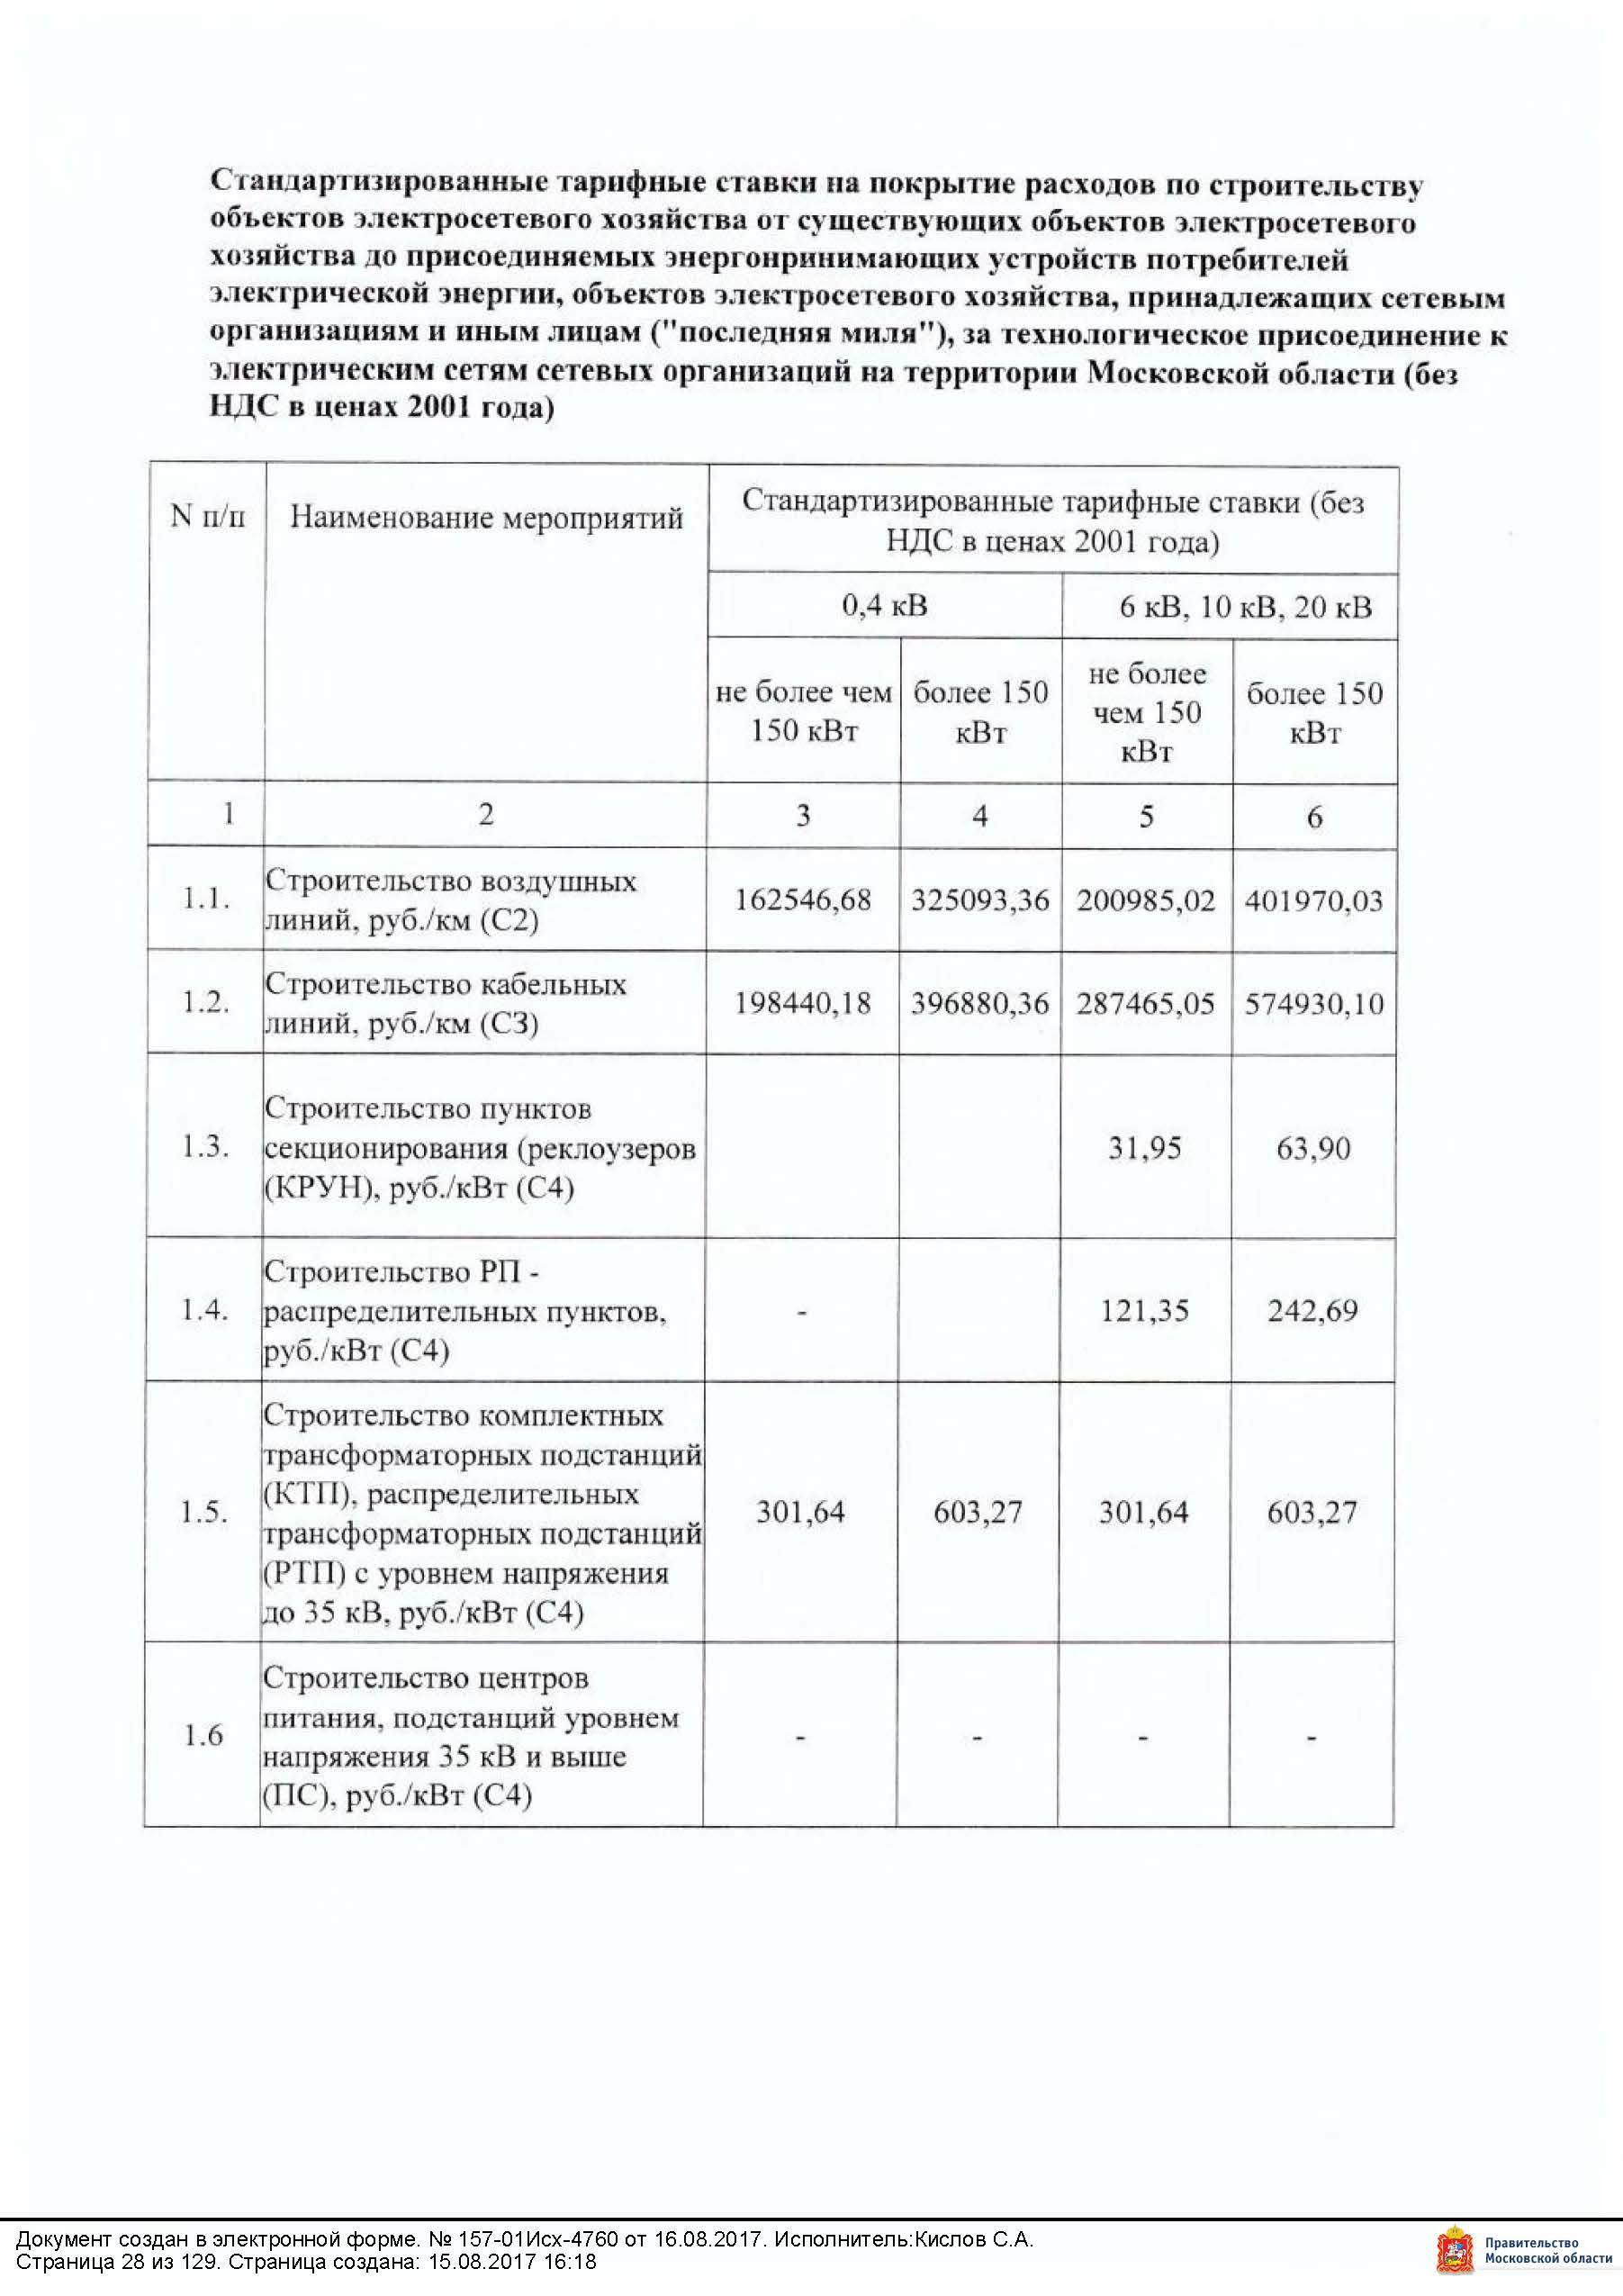 Стандартизированные тарифные ставки на покрытие расходов по строительству
объектов электросетевого хозяйства от существующих объектов электросетевого
хозяйства до присоединяемых энергопринимающих устройств потребителей
электрической энергии, объектов электросетевого хозяйства, принадлежащих сетевым
организациям и иным лицам ("последняя миля"), за технологическое присоединение к
электрическим сетям сетевых организаций на территории Московской области (без
НДС в ценах 2001 года)
N п/п Наименование мероприятий Стандартизированные тарифные ставки (без
НДС в ценах 2001 года)
0,4 кВ 6 кВ, 10 кВ, 20 кВ
не более чем
150 кВт
более 150
кВт
не более
чем 150
кВт
более 150
кВт
1 2 3 4 5 6
1.1.
Строительство воздушных
линий, руб./км (С2)
162546,68 325093,36 200985,02 401970,03
1.2.
Строительство кабельных
линий, руб./км (С3)
198440,18 396880,36 287465,05 574930,10
1.3.
Строительство пунктов
секционирования (реклоузеров
(КРУН), руб./кВт (С4)
31,95 63,90
1.4.
Строительство РП -
распределительных пунктов,
руб./кВт (С4)
- 121,35 242,69
1.5.
Строительство комплектных
трансформаторных подстанций
(КТП), распределительных
трансформаторных подстанций
(РТП) с уровнем напряжения
до 35 кВ, руб./кВт (С4)
301,64 603,27 301,64 603,27
1.6
Строительство центров
питания, подстанций уровнем
напряжения 35 кВ и выше
(ПС), руб./кВт (С4)
- - - -
Документ создан в электронной форме. № 157-01Исх-4760 от 16.08.2017. Исполнитель:Кислов С.А.
Страница 28 из 129. Страница создана: 15.08.2017 16:18
Правительство
Московской области